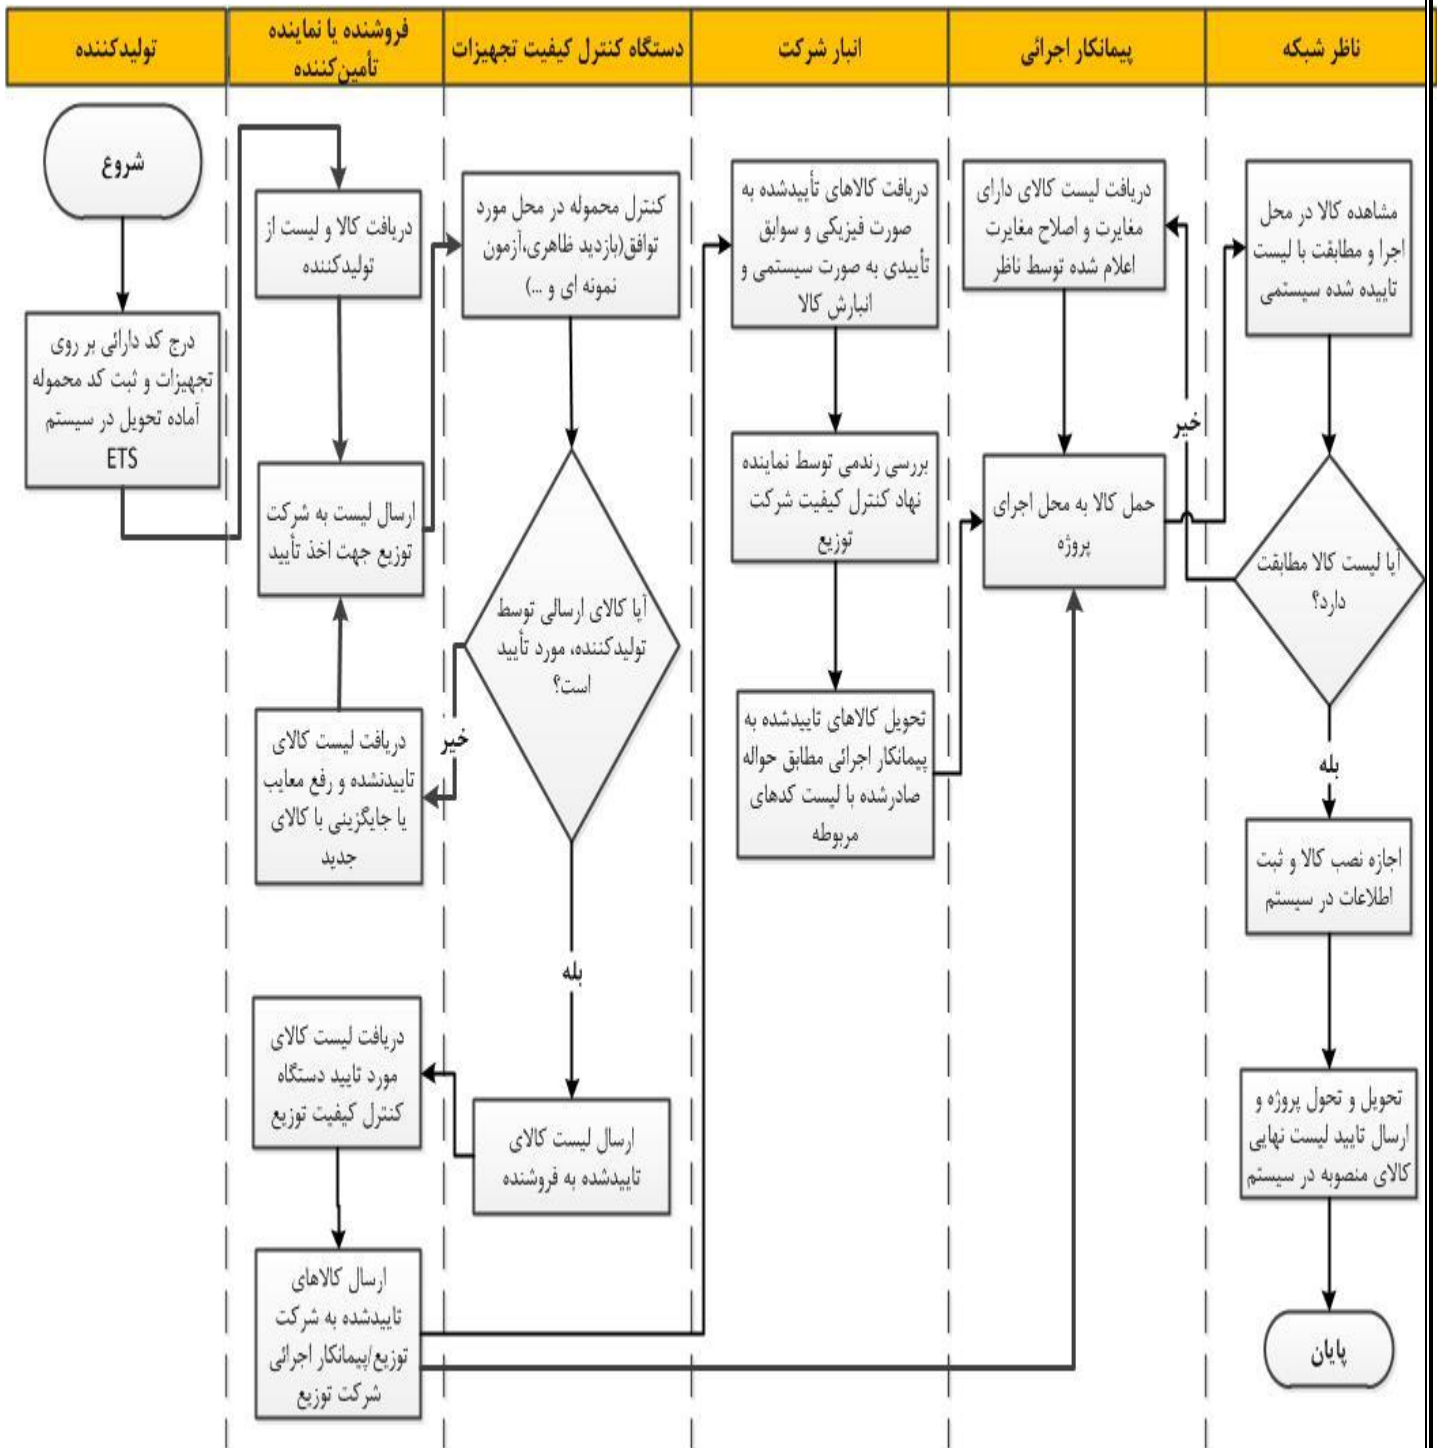 تولیدکننده
فروشنده یا نماینده
تأمین‌کننده
دستگاه کنترل کیفیت تجهیزات
انبار شرکت
پیمانکار اجرائی
ناظر شبکه
شروع
درج کد دارائی بر روی
تجهیزات و ثبت کد محموله
آماده تحویل در سیستم
ETS
دریافت کالا و لیست از
تولیدکننده
ارسال لیست به شرکت
توزیع جهت اخذ تأیید
دریافت لیست کالای
تاییدنشده و رفع معایب
یا جایگزینی با کالای
جدید
دریافت لیست کالای
مورد تایید دستگاه
کنترل کیفیت توزیع
ارسال کالاهای
تاییدشده به شرکت
توزیع/پیمانکار اجرائی
شرکت توزیع
کنترل محموله در محل مورد
توافق(بازدید ظاهری،آزمون
نمونه ای و ...)
آیا کالای ارسالی توسط
تولیدکننده، مورد تأیید
است؟
خیر
بله
ارسال لیست کالای
تاییدشده به فروشنده
دریافت کالاهای تأییدشده به
صورت فیزیکی و سوابق
تأییدی به صورت سیستمی و
انبارش کالا
بررسی رندمی توسط نماینده
نهاد کنترل کیفیت شرکت
توزیع
تحویل کالاهای تاییدشده به
پیمانکار اجرائی مطابق حواله
صادرشده با لیست کدهای
مربوطه
دریافت لیست کالای دارای
مغایرت و اصلاح مغایرت
اعلام شده توسط ناظر
حمل کالا به محل اجرای
پروژه
مشاهده کالا در محل
اجرا و مطابقت با لیست
تاییده شده سیستمی
آیا لیست کالا مطابقت
دارد؟
خیر
بله
اجازه نصب کالا و ثبت
اطلاعات در سیستم
تحویل و تحول پروژه و
ارسال تایید لیست نهایی
کالای منصوبه در سیستم
پایان